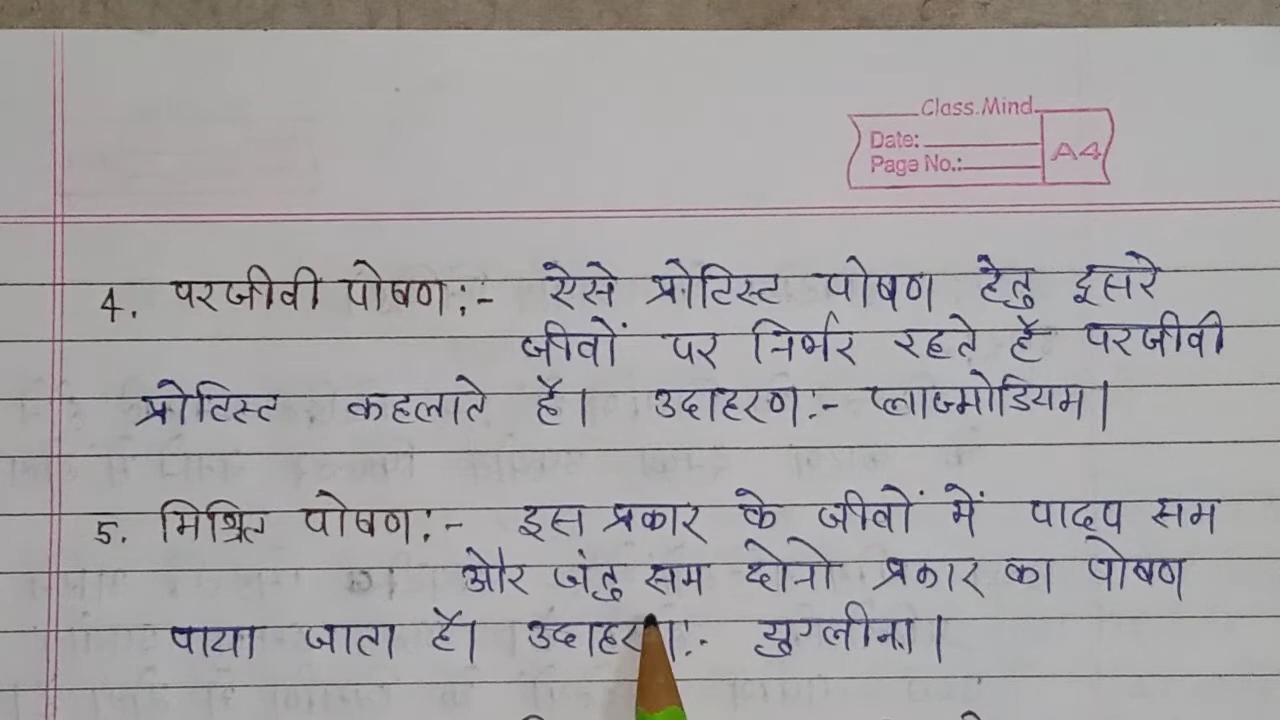 Class.Mind
Date:
Page No.:
A4
4. परजीवी पोषण:- ऐसे प्रोटिस्ट पोषण हेतु दूसरे
जीवों पर निर्भर रहते है परजीवी
प्रोटिस्ट कहलाते है। उदाहरण:- प्लाज्मोडियम।
5. मिश्रित पोषण:- इस प्रकार के जीवों में पादप सम
और जंतु सम दोनो प्रकार का पोषण
पाया जाता है। उदाहरण:- युग्लीना।